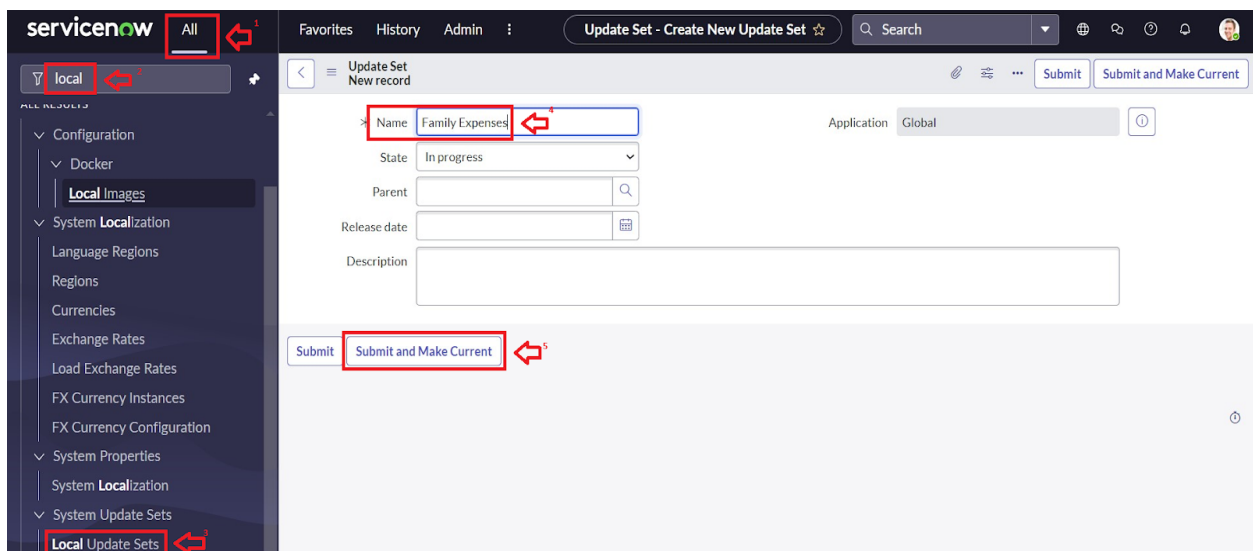 servicenow All 1 Favorites History Admin Update Set - Create New Update Set Search
local 2
Update Set
New record
Submit Submit and Make Current
ALL RESULTS
Configuration
Docker
Local Images
System Localization
Language Regions
Regions
Currencies
Exchange Rates
Load Exchange Rates
FX Currency Instances
FX Currency Configuration
System Properties
System Localization
System Update Sets
Local Update Sets 3
* Name Family Expenses 4
Application Global
State In progress
Parent
Release date
Description
Submit Submit and Make Current 5